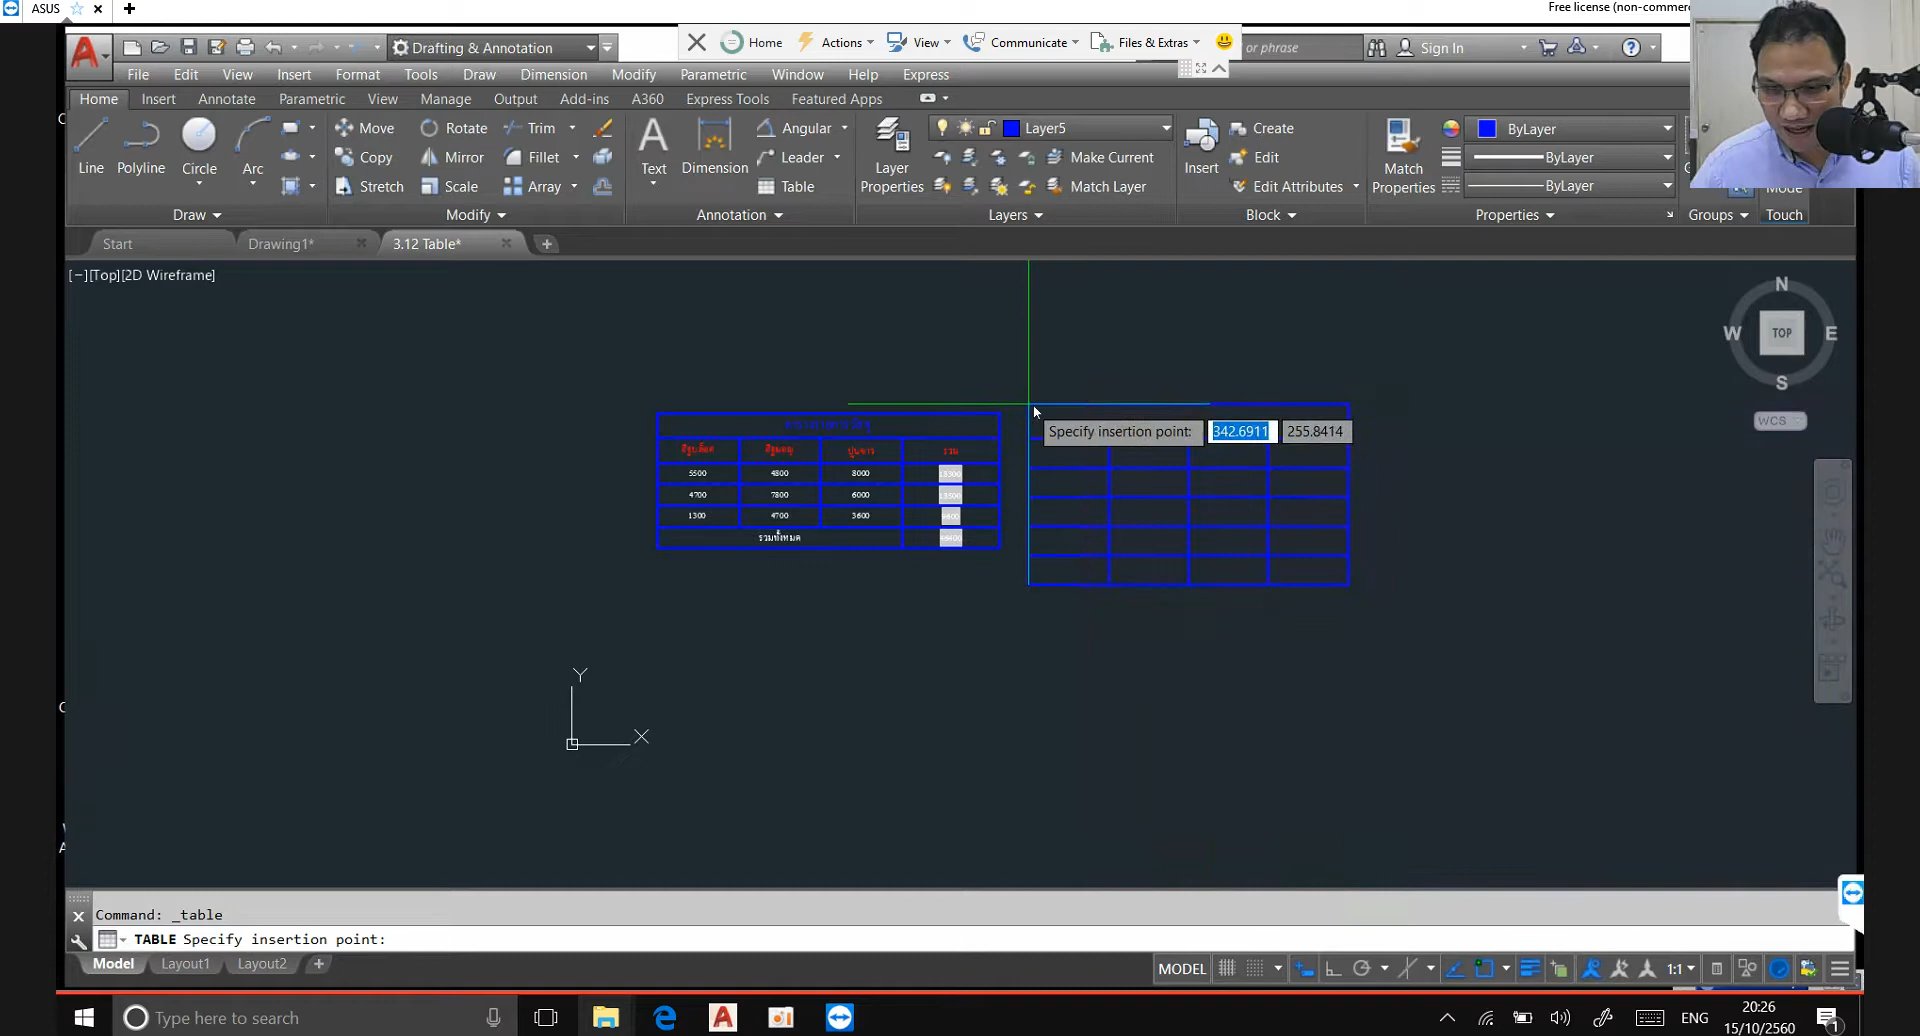 ASUS
Free license (non-commerc
Drafting & Annotation
Home
Actions
View
Communicate
Files & Extras
or phrase
Sign In
File
Edit
View
Insert
Format
Tools
Draw
Dimension
Modify
Parametric
Window
Help
Express
Home
Insert
Annotate
Parametric
View
Manage
Output
Add-ins
A360
Express Tools
Featured Apps
Line
Polyline
Circle
Arc
Move
Rotate
Trim
Copy
Mirror
Fillet
Stretch
Scale
Array
Text
Dimension
Angular
Leader
Table
Layer
Properties
Layer5
Make Current
Match Layer
Insert
Create
Edit
Edit Attributes
Match
Properties
ByLayer
ByLayer
ByLayer
Mode
Draw
Modify
Annotation
Layers
Block
Properties
Groups
Touch
Start
Drawing1*
3.12 Table*
[−][Top][2D Wireframe]
N
W
TOP
E
S
WCS
Specify insertion point:
342.6911
255.8414
รวม
5500
4800
8000
4700
7800
6000
1300
4700
3600
รวมทั้งหมด
Y
X
Command: _table
TABLE Specify insertion point:
Model
Layout1
Layout2
MODEL
1:1
Type here to search
ENG
20:26
15/10/2560
1